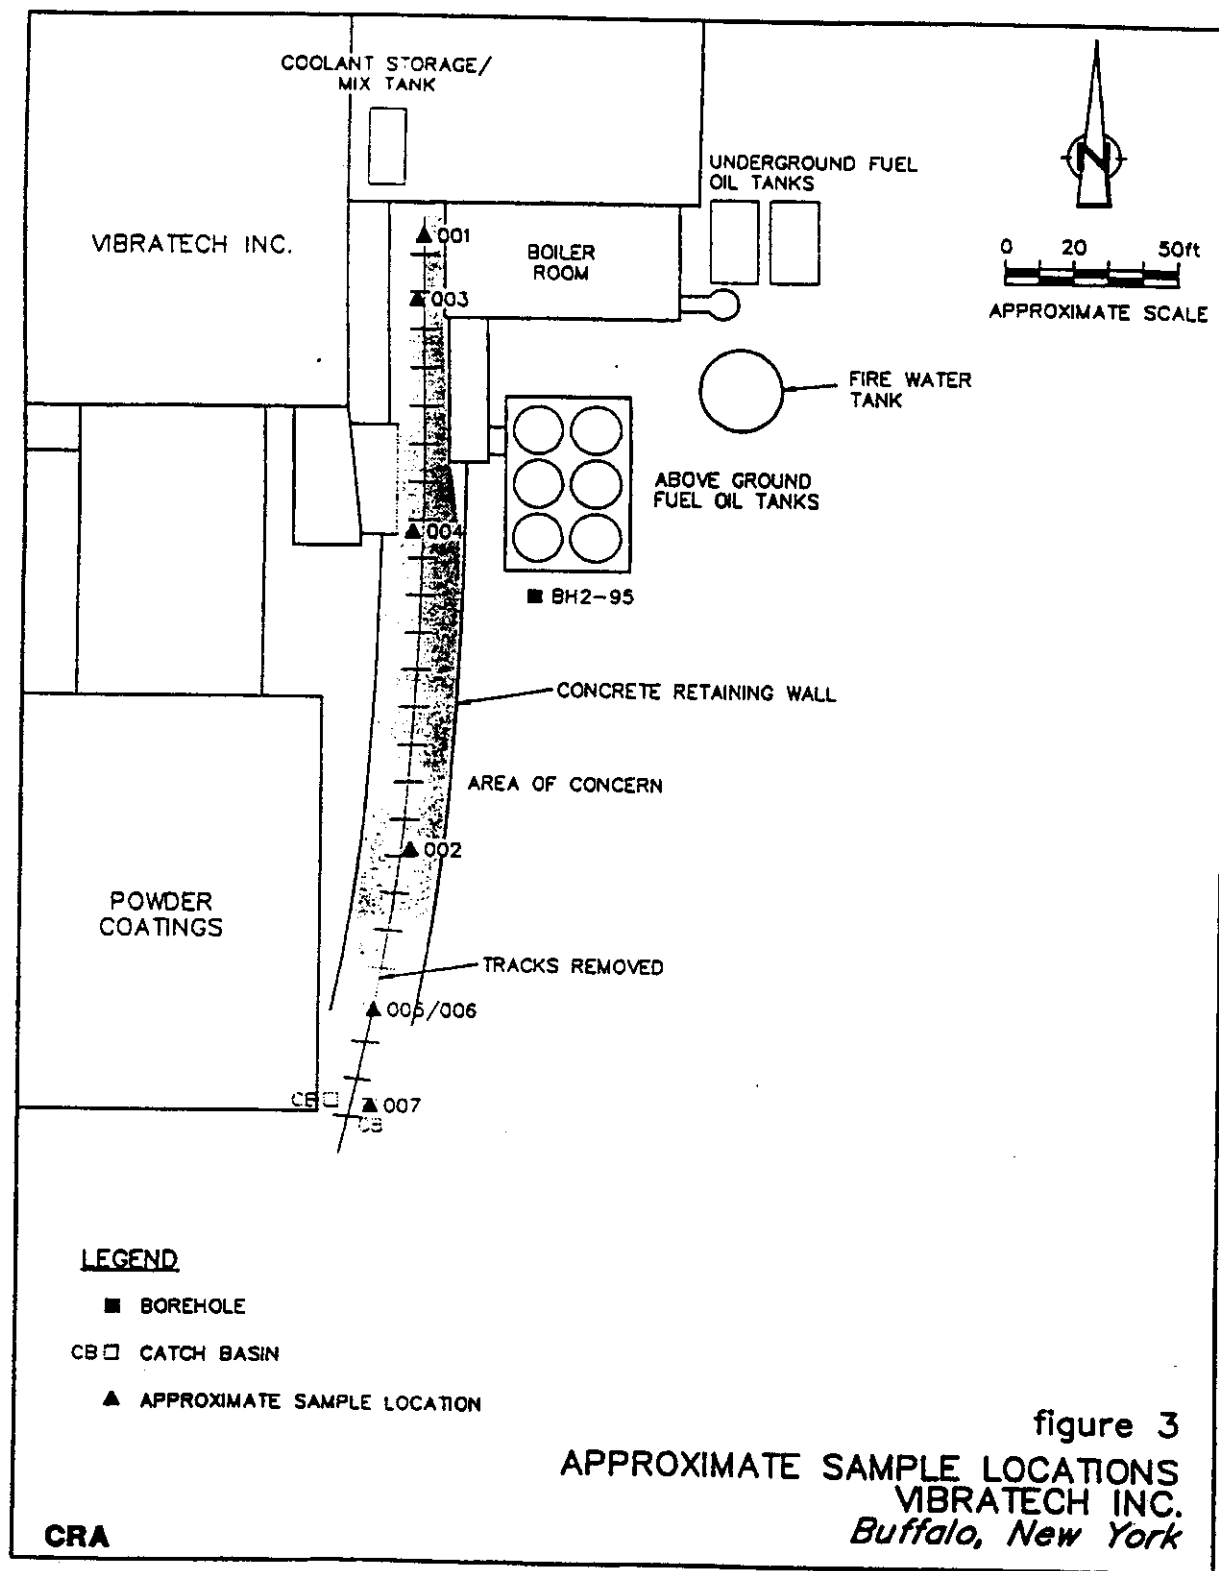 COOLANT STORAGE/
MIX TANK
UNDERGROUND FUEL
OIL TANKS
N
VIBRATECH INC.
001
BOILER
ROOM
0 20 50ft
APPROXIMATE SCALE
003
FIRE WATER
TANK
ABOVE GROUND
FUEL OIL TANKS
004
BH2-95
CONCRETE RETAINING WALL
AREA OF CONCERN
002
POWDER
COATINGS
TRACKS REMOVED
005/006
CB
007
CB
LEGEND
BOREHOLE
CB CATCH BASIN
APPROXIMATE SAMPLE LOCATION
figure 3
APPROXIMATE SAMPLE LOCATIONS
VIBRATECH INC.
Buffalo, New York
CRA